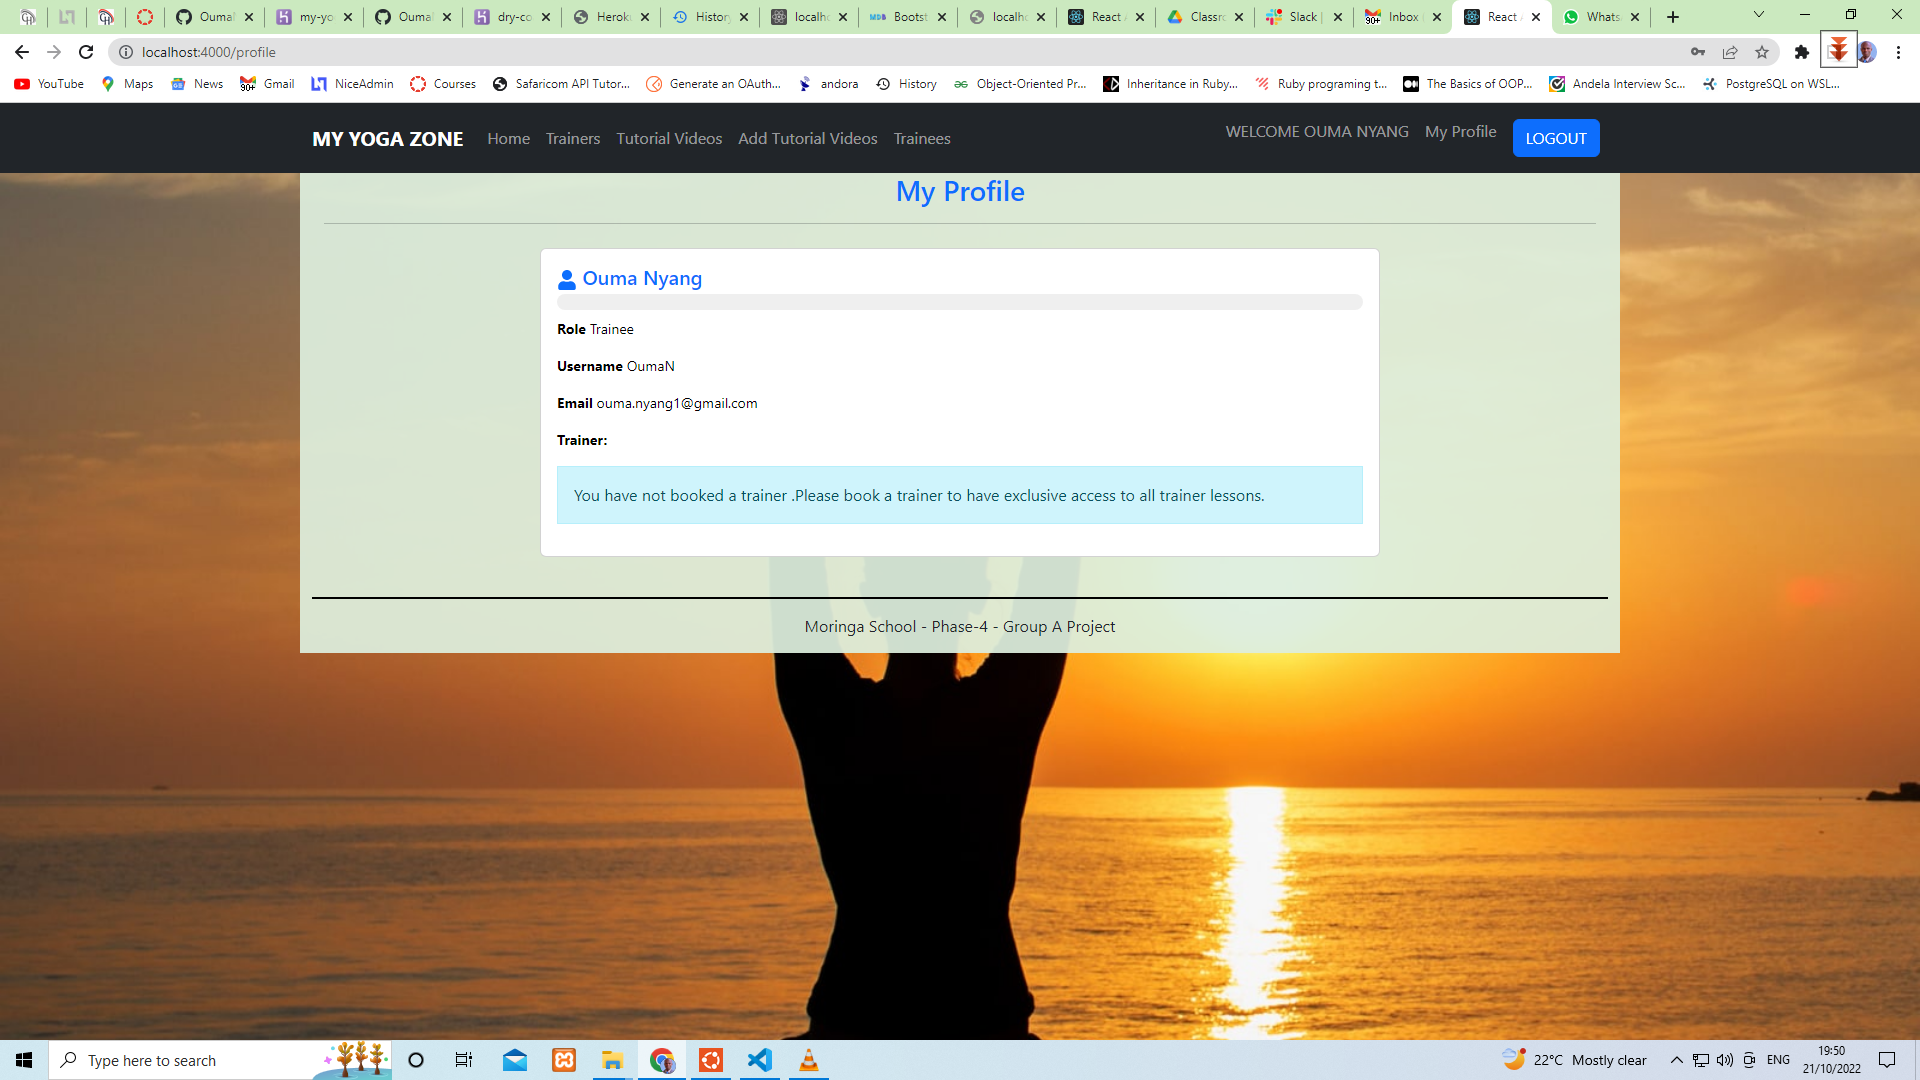 Ouma
my-yo
Ouma
dry-co
Herok
History
localho
Bootst
localho
React
Classro
Slack |
Inbox
React
Whats
localhost:4000/profile
YouTube Maps News Gmail NiceAdmin Courses Safaricom API Tutor... Generate an OAuth... andora History Object-Oriented Pr... Inheritance in Ruby... Ruby programing t... The Basics of OOP... Andela Interview Sc... PostgreSQL on WSL...
MY YOGA ZONE Home Trainers Tutorial Videos Add Tutorial Videos Trainees WELCOME OUMA NYANG My Profile LOGOUT
My Profile
Ouma Nyang
Role Trainee
Username OumaN
Email ouma.nyang1@gmail.com
Trainer:
You have not booked a trainer .Please book a trainer to have exclusive access to all trainer lessons.
Moringa School - Phase-4 - Group A Project
Type here to search
22°C Mostly clear
ENG
19:50
21/10/2022